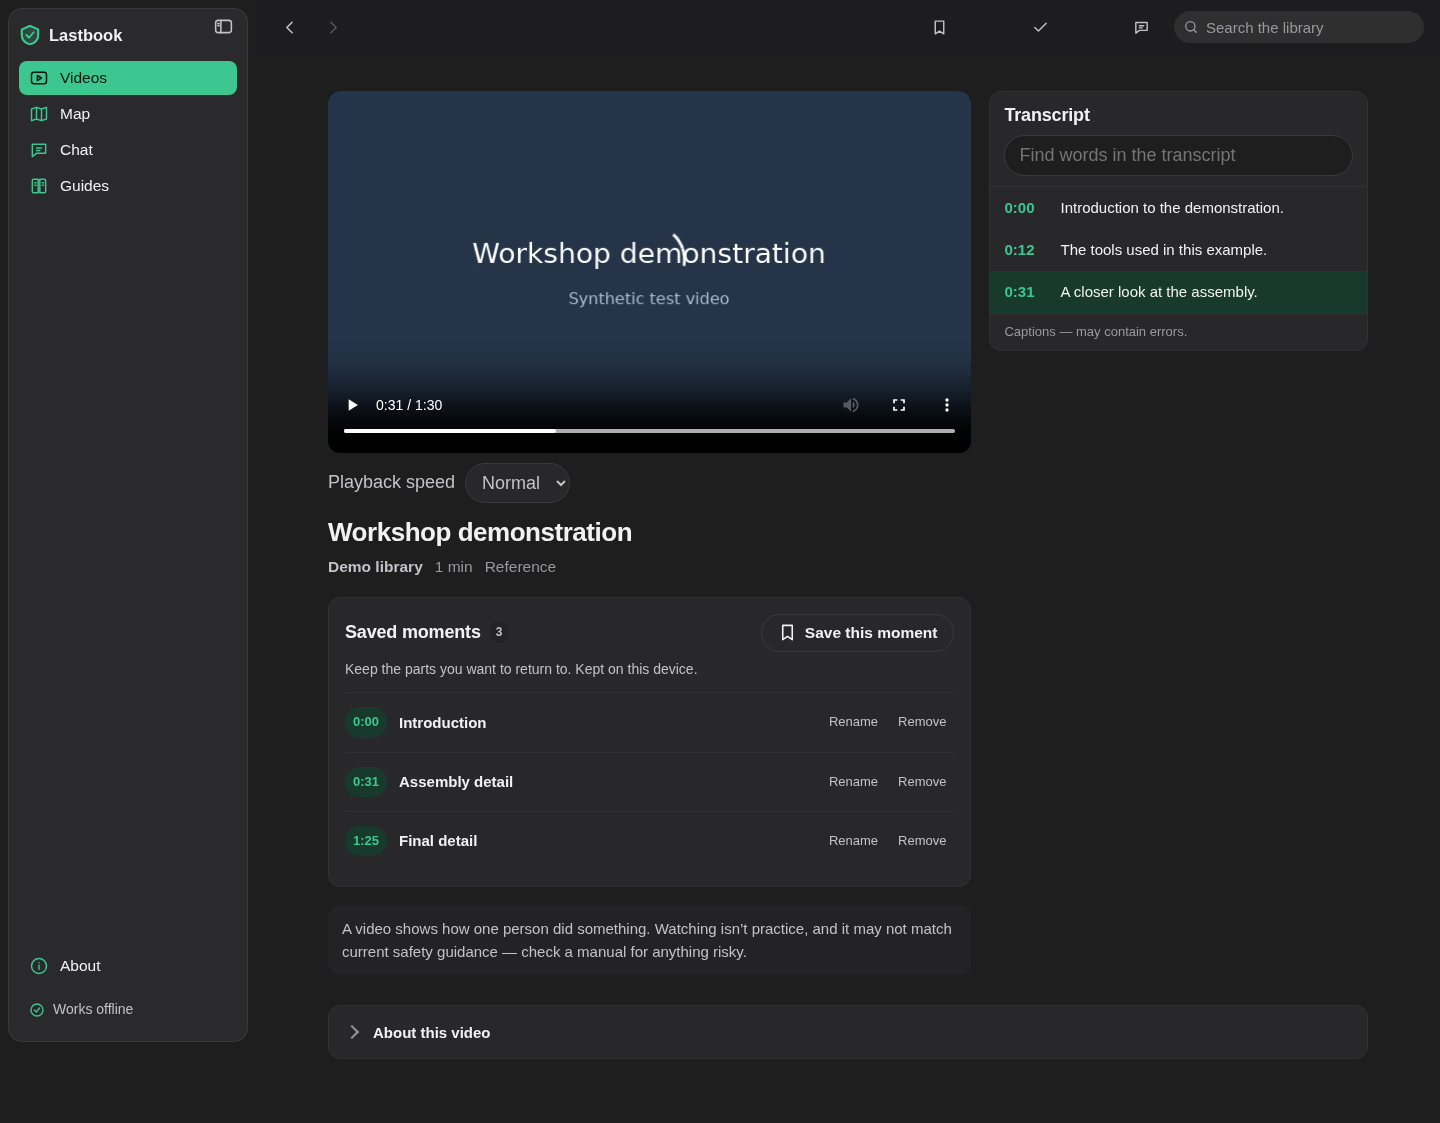 Lastbook
Search the library
Videos
Map
Chat
Guides
About
Works offline
Workshop demonstration
Synthetic test video
0:31 / 1:30
Playback speed Normal
Workshop demonstration
Demo library 1 min Reference
Saved moments 3 Save this moment
Keep the parts you want to return to. Kept on this device.
0:00 Introduction Rename Remove
0:31 Assembly detail Rename Remove
1:25 Final detail Rename Remove
A video shows how one person did something. Watching isn’t practice, and it may not match
current safety guidance — check a manual for anything risky.
Transcript
Find words in the transcript
0:00 Introduction to the demonstration.
0:12 The tools used in this example.
0:31 A closer look at the assembly.
Captions — may contain errors.
About this video